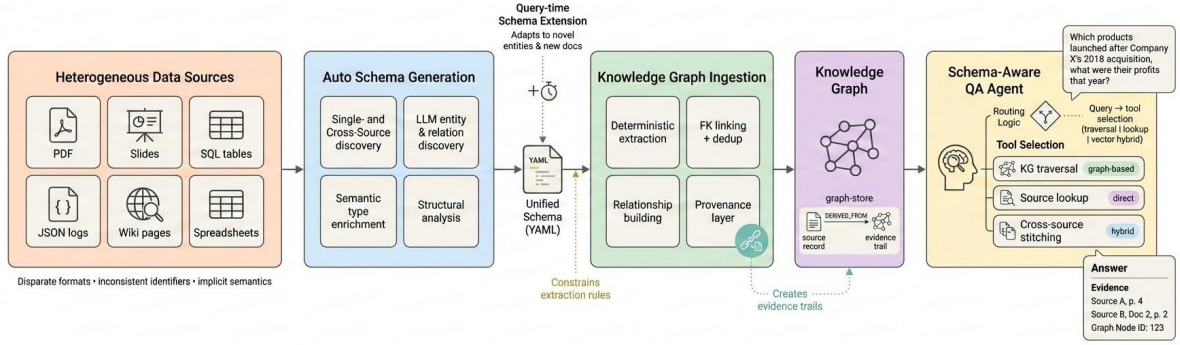 Query-time
Schema Extension
Adapts to novel
entities & new docs
Heterogeneous Data Sources
PDF
Slides
SQL tables
{ }
JSON logs
Wiki pages
Spreadsheets
Disparate formats • inconsistent identifiers • implicit semantics
Auto Schema Generation
Single- and
Cross-Source
discovery
LLM entity
& relation
discovery
Semantic
type
enrichment
Structural
analysis
+
YAML
Unified
Schema
(YAML)
Constrains
extraction rules
Knowledge Graph Ingestion
Deterministic
extraction
FK linking
+ dedup
Relationship
building
Provenance
layer
Creates
evidence trails
Knowledge
Graph
graph-store
DERIVED_FROM
source
record
evidence
trail
Schema-Aware
QA Agent
Which products
launched after Company
X's 2018 acquisition,
what were their profits
that year?
Routing
Logic
Query → tool
selection
(traversal | lookup
| vector hybrid)
Tool Selection
KG traversal
graph-based
Source lookup
direct
Cross-source
stitching
hybrid
Answer
Evidence
Source A, p. 4
Source B, Doc 2, p. 2
Graph Node ID: 123